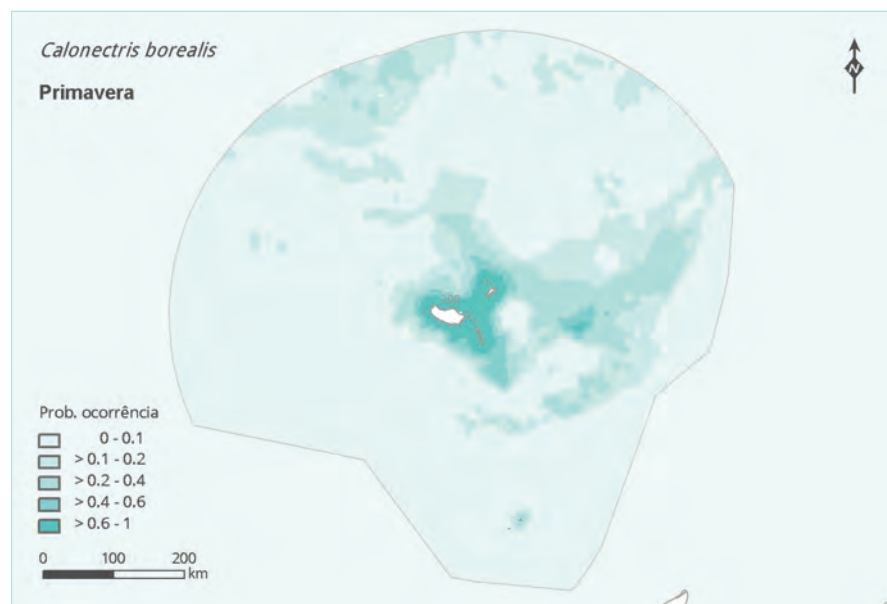 Calonectris borealis
Primavera
N
Prob. ocorrência
0 - 0.1
> 0.1 - 0.2
> 0.2 - 0.4
> 0.4 - 0.6
> 0.6 - 1
0 100 200
km